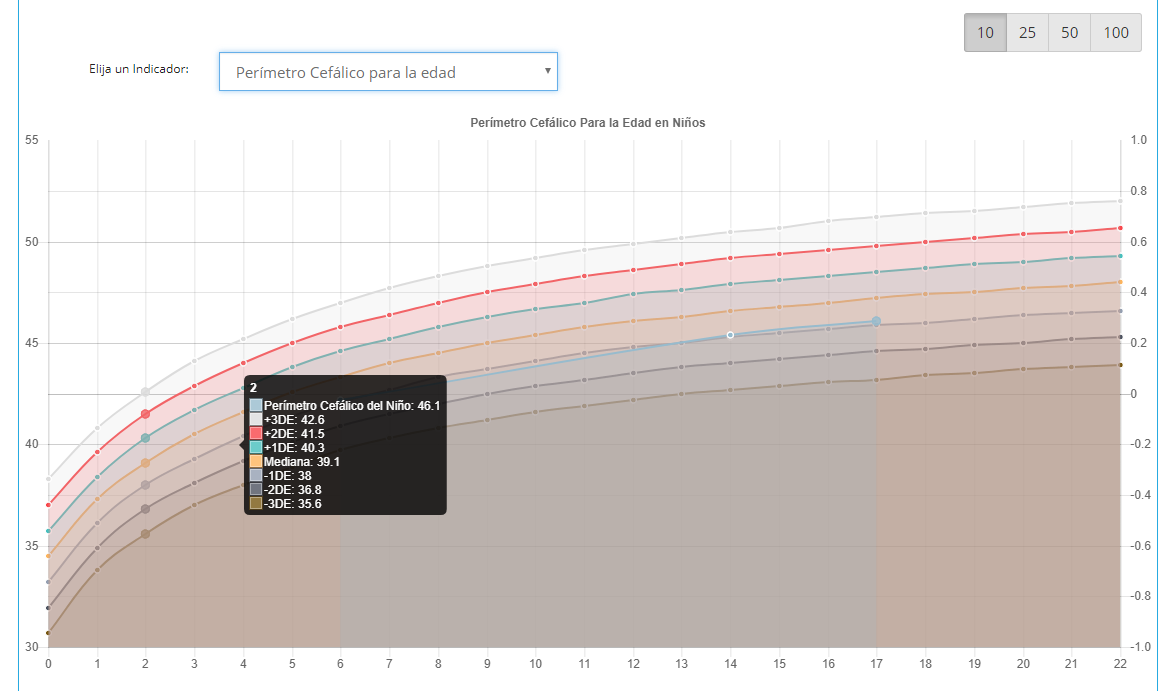 10 25 50 100
Elija un Indicador: Perímetro Cefálico para la edad
Perímetro Cefálico Para la Edad en Niños
55 1.0
0.8
50 0.6
0.4
45 0.2
0
40 -0.2
-0.4
35 -0.6
-0.8
30 -1.0
2
Perímetro Cefálico del Niño: 46.1
+3DE: 42.6
+2DE: 41.5
+1DE: 40.3
Mediana: 39.1
-1DE: 38
-2DE: 36.8
-3DE: 35.6
0 1 2 3 4 5 6 7 8 9 10 11 12 13 14 15 16 17 18 19 20 21 22